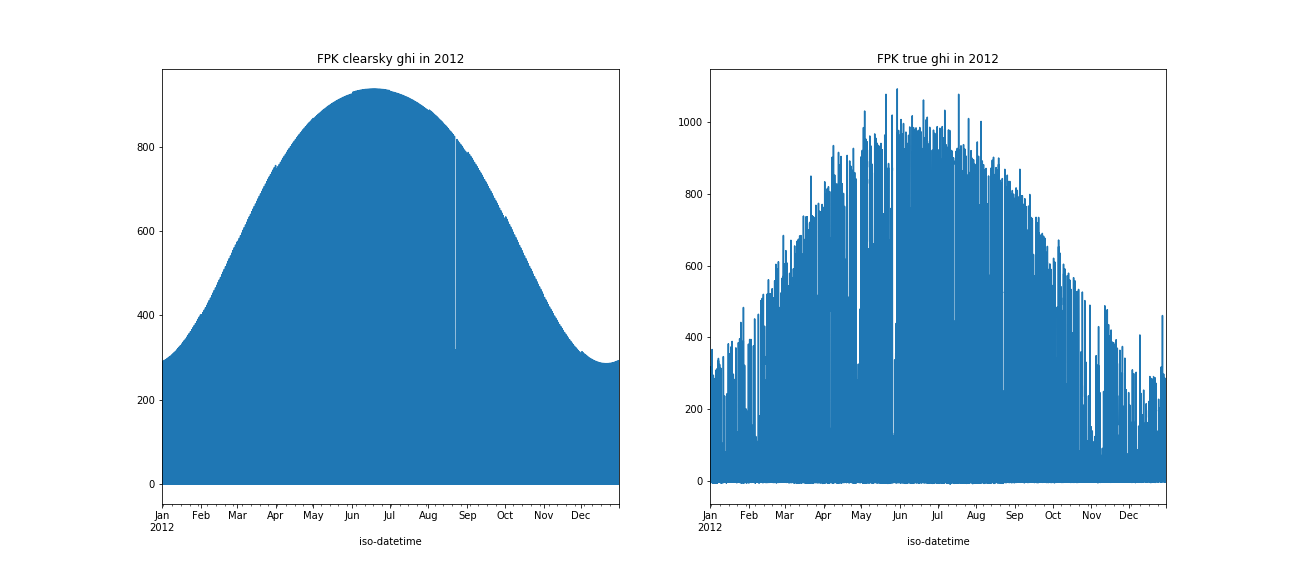 FPK clearsky ghi in 2012
800
600
400
200
0
Jan Feb Mar Apr May Jun Jul Aug Sep Oct Nov Dec
2012
iso-datetime
FPK true ghi in 2012
1000
800
600
400
200
0
Jan Feb Mar Apr May Jun Jul Aug Sep Oct Nov Dec
2012
iso-datetime